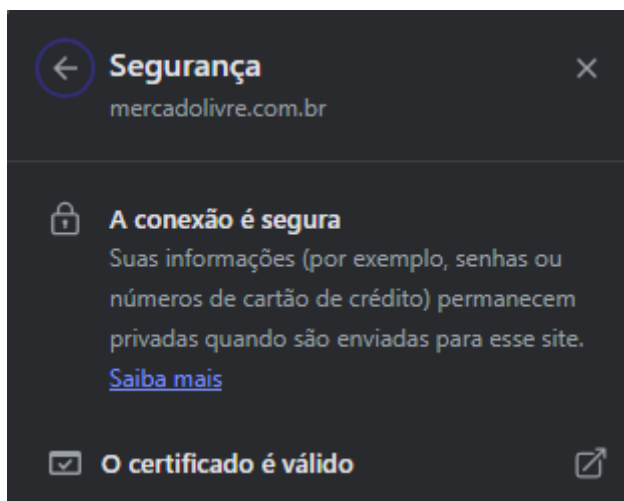 Segurança
mercadolivre.com.br
A conexão é segura
Suas informações (por exemplo, senhas ou
números de cartão de crédito) permanecem
privadas quando são enviadas para esse site.
Saiba mais
O certificado é válido